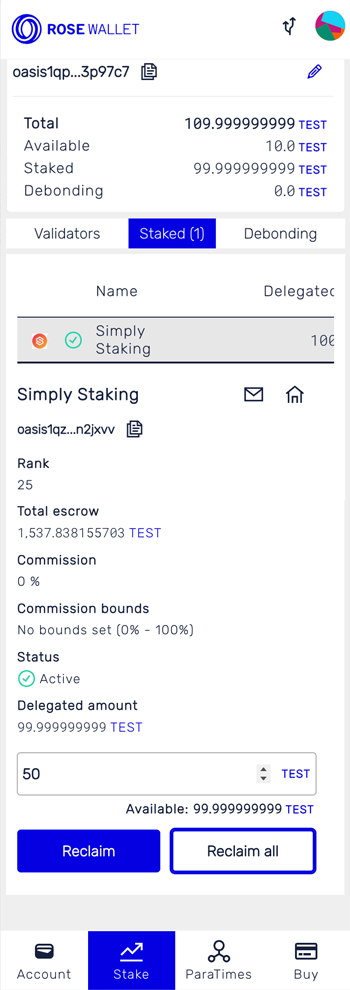 ROSE WALLET
oasis1qp...3p97c7
Total 109.999999999 TEST
Available 10.0 TEST
Staked 99.999999999 TEST
Debonding 0.0 TEST
Validators Staked (1) Debonding
Name Delegated
Simply Staking 100
Simply Staking
oasis1qz...n2jxvv
Rank
25
Total escrow
1,537.838155703 TEST
Commission
0 %
Commission bounds
No bounds set (0% - 100%)
Status
Active
Delegated amount
99.999999999 TEST
50 TEST
Available: 99.999999999 TEST
Reclaim Reclaim all
Account Stake ParaTimes Buy